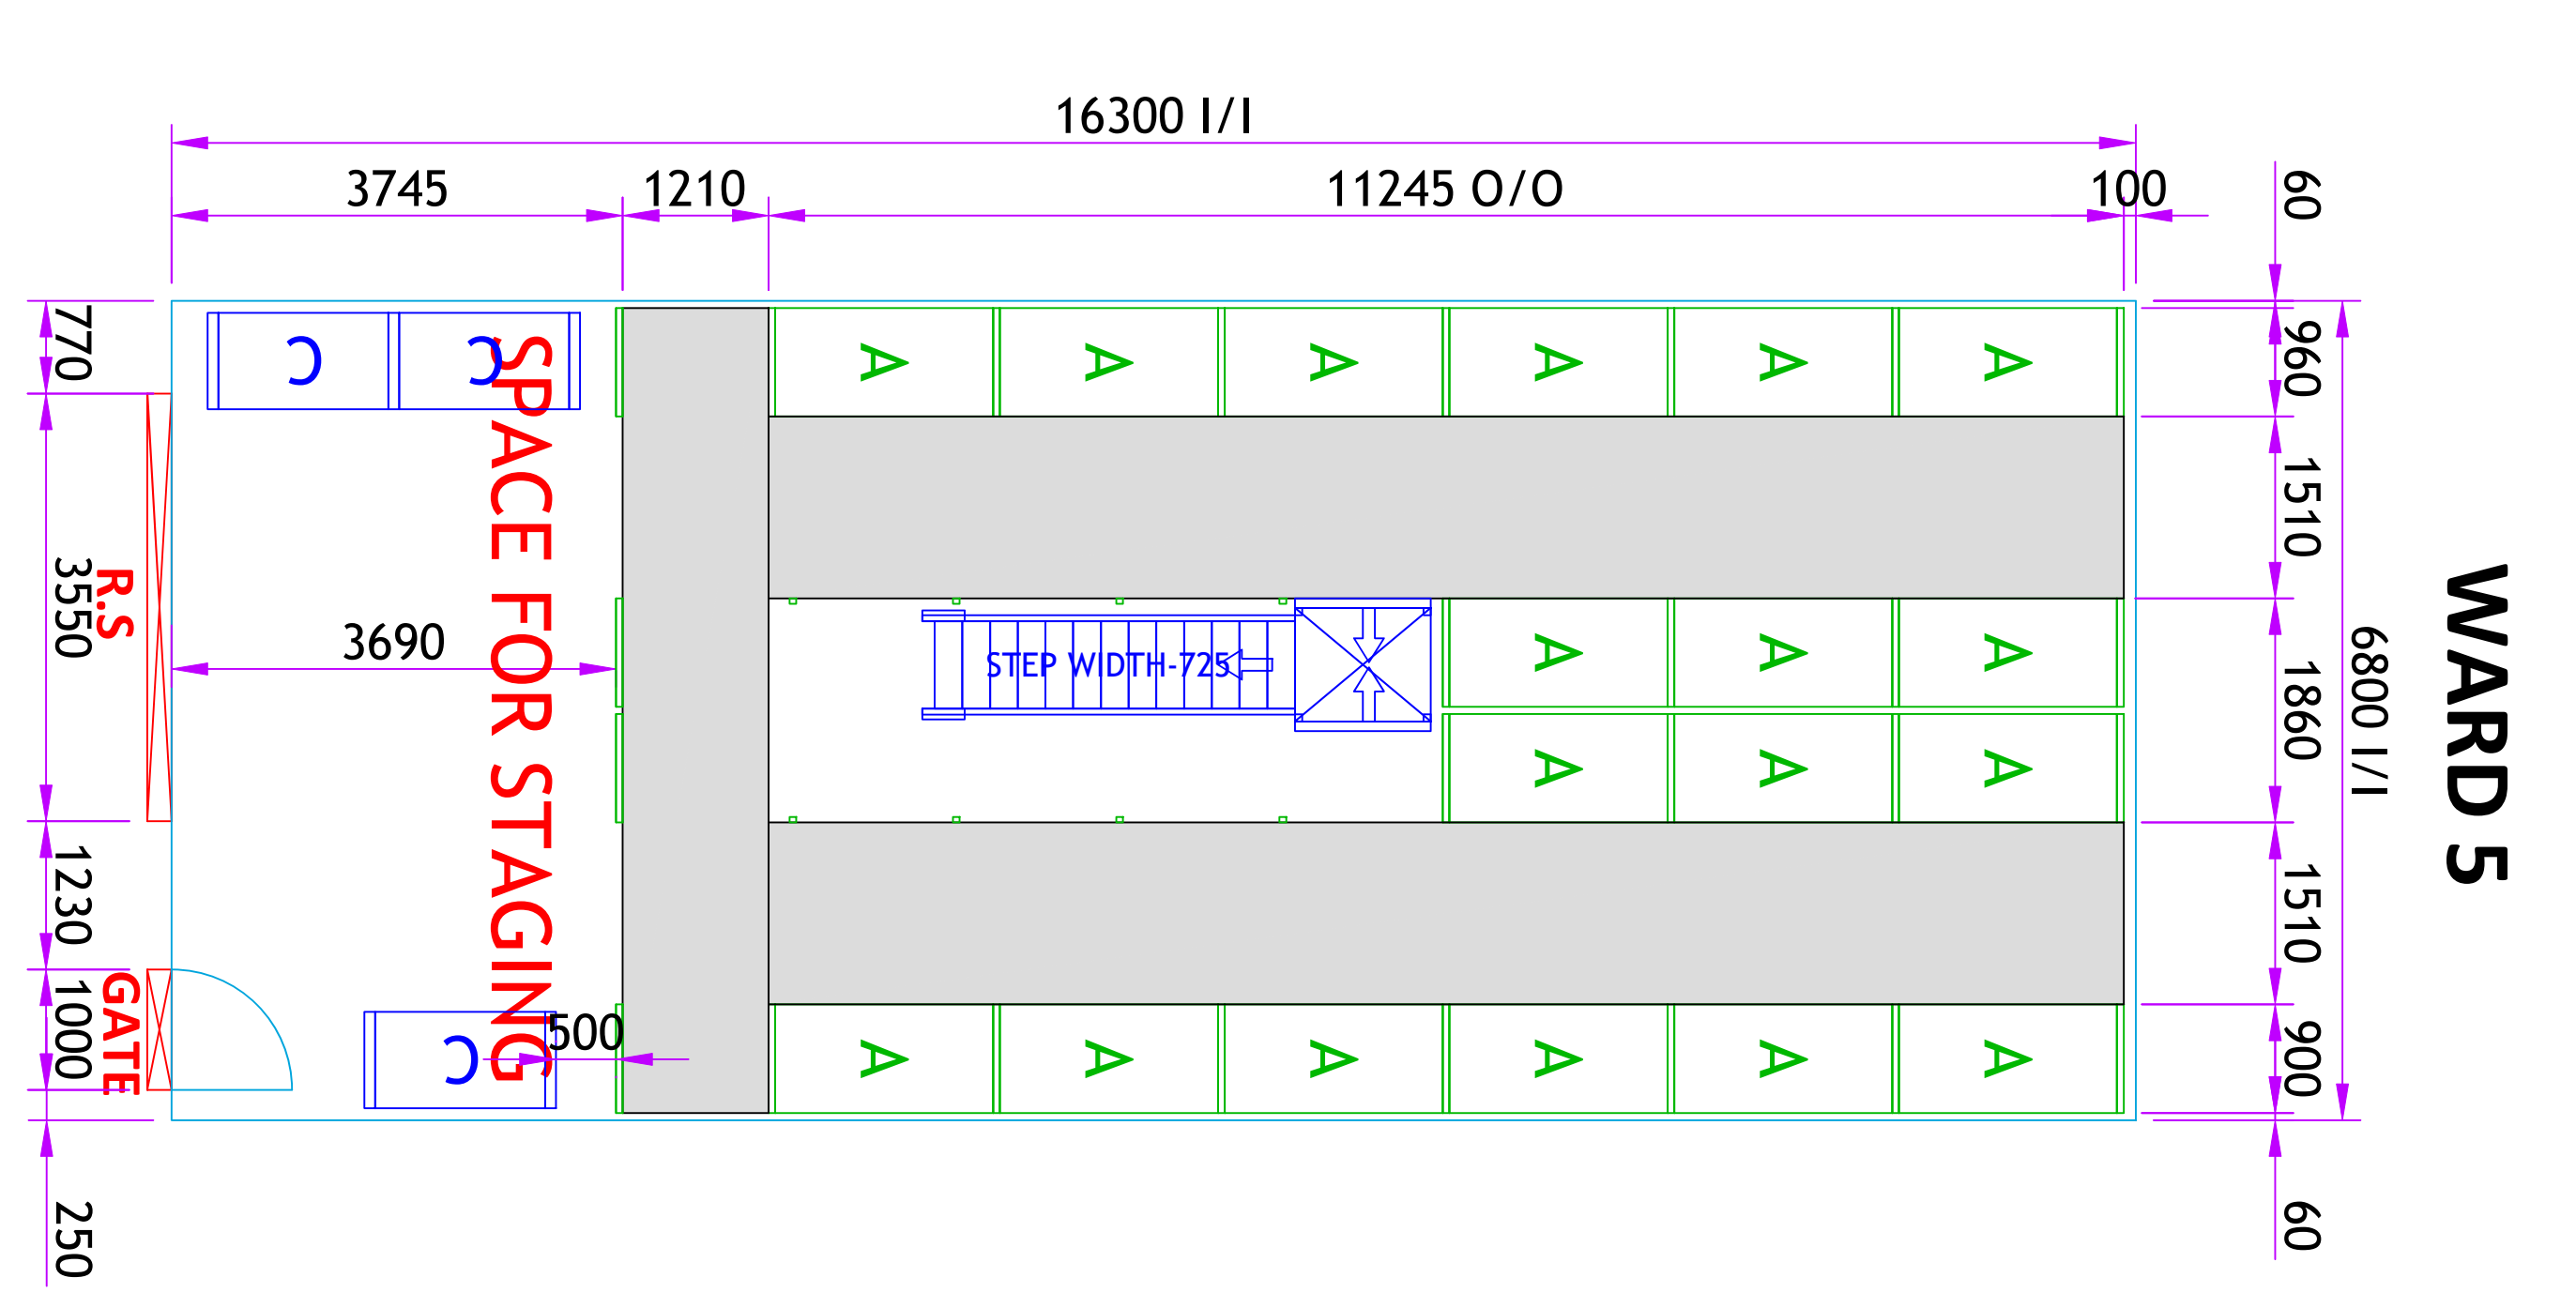 16300 I/I
3745
1210
11245 O/O
100
60
770
C
C
A
A
A
A
A
A
960
1510
SPACE FOR STAGING
R.S
3550
3690
STEP WIDTH-725
A
A
A
1860
6800 I/I
WARD 5
A
A
A
1230
1510
GATE
1000
C
500
A
A
A
A
A
A
900
250
60